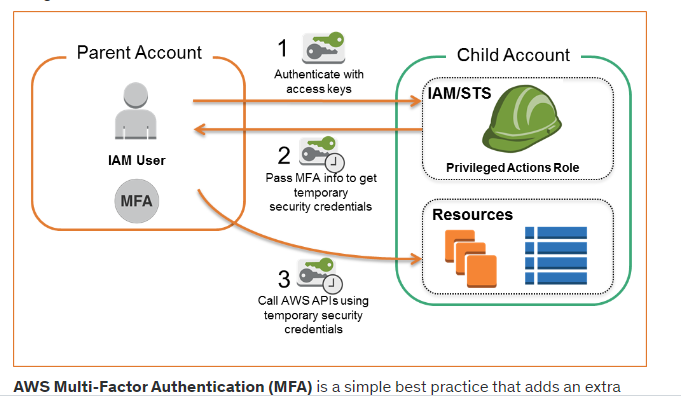 Parent Account
IAM User
MFA
1
Authenticate with
access keys
2
Pass MFA info to get
temporary
security credentials
3
Call AWS APIs using
temporary security
credentials
Child Account
IAM/STS
Privileged Actions Role
Resources
AWS Multi-Factor Authentication (MFA) is a simple best practice that adds an extra